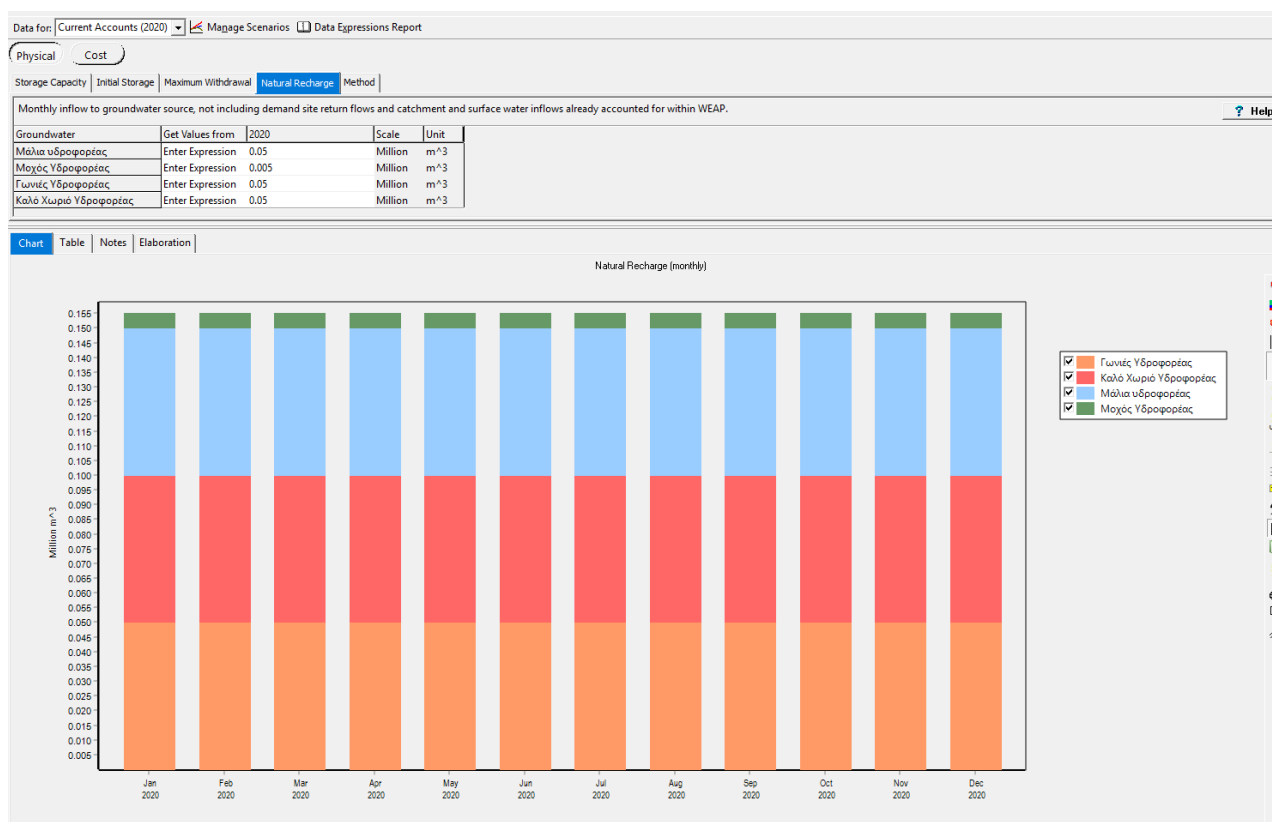 Data for: Current Accounts (2020) Manage Scenarios Data Expressions Report
Physical Cost
Storage Capacity Initial Storage Maximum Withdrawal Natural Recharge Method
Monthly inflow to groundwater source, not including demand site return flows and catchment and surface water inflows already accounted for within WEAP.
? Help
Groundwater Get Values from 2020 Scale Unit
Μάλια υδροφορέας Enter Expression 0.05 Million m^3
Μοχός Υδροφορέας Enter Expression 0.005 Million m^3
Γωνιές Υδροφορέας Enter Expression 0.05 Million m^3
Καλό Χωριό Υδροφορέας Enter Expression 0.05 Million m^3
Chart Table Notes Elaboration
Natural Recharge (monthly)
0.155
0.150
0.145
0.140
0.135
0.130
0.125
0.120
0.115
0.110
0.105
0.100
0.095
0.090
0.085
0.080
0.075
0.070
0.065
0.060
0.055
0.050
0.045
0.040
0.035
0.030
0.025
0.020
0.015
0.010
0.005
Million m^3
Jan Feb Mar Apr May Jun Jul Aug Sep Oct Nov Dec
2020 2020 2020 2020 2020 2020 2020 2020 2020 2020 2020 2020
Γωνιές Υδροφορέας
Καλό Χωριό Υδροφορέας
Μάλια υδροφορέας
Μοχός Υδροφορέας